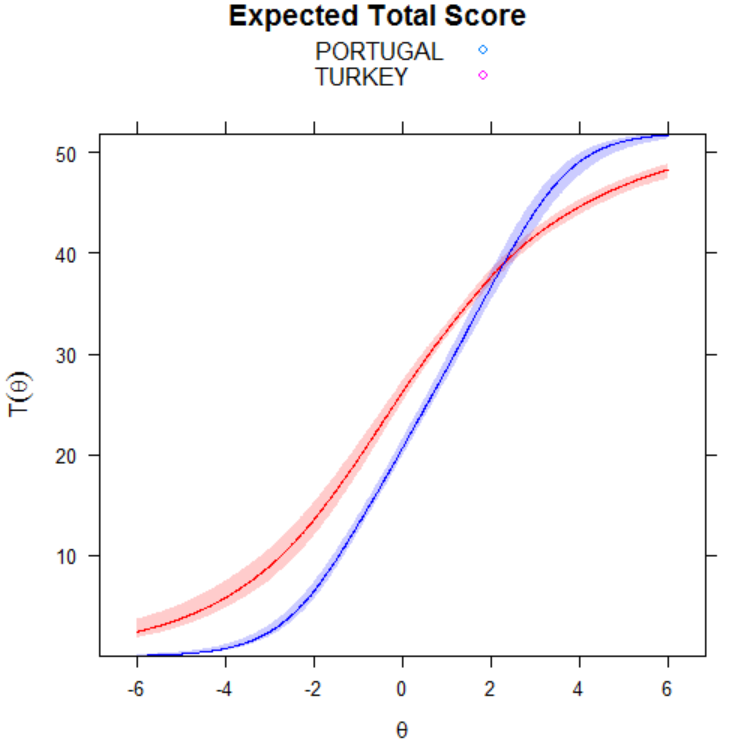 Expected Total Score
PORTUGAL
TURKEY
50
40
30
20
10
T(θ)
-6 -4 -2 0 2 4 6
θ